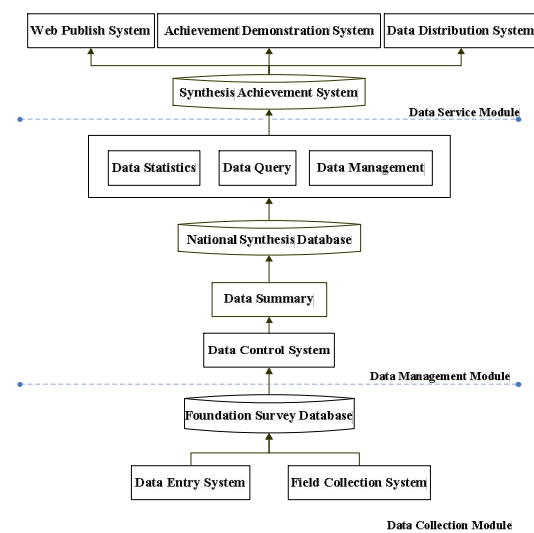 Web Publish System
Achievement Demonstration System
Data Distribution System
Synthesis Achievement System
Data Service Module
Data Statistics
Data Query
Data Management
National Synthesis Database
Data Summary
Data Control System
Data Management Module
Foundation Survey Database
Data Entry System
Field Collection System
Data Collection Module